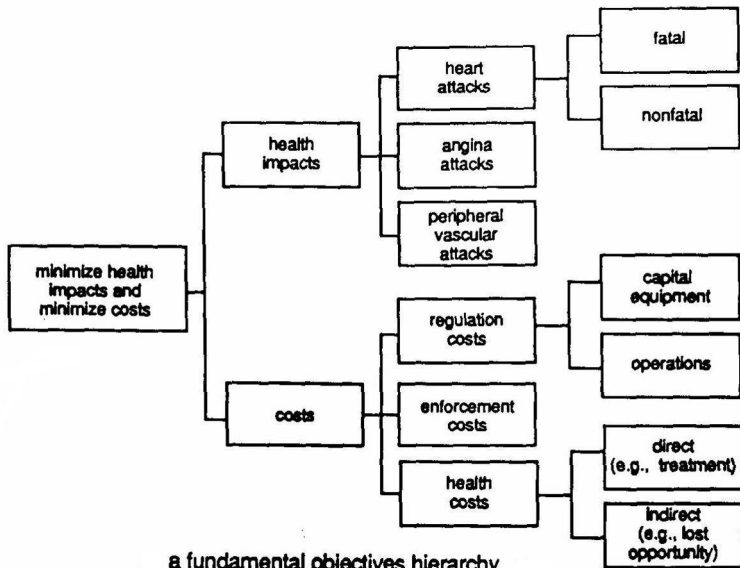 fatal
heart
attacks
nonfatal
health
impacts
angina
attacks
peripheral
vascular
attacks
minimize health
impacts and
minimize costs
capital
equipment
regulation
costs
operations
costs
enforcement
costs
direct
(e.g., treatment)
health
costs
indirect
(e.g., lost
opportunity)
a fundamental objectives hierarchy